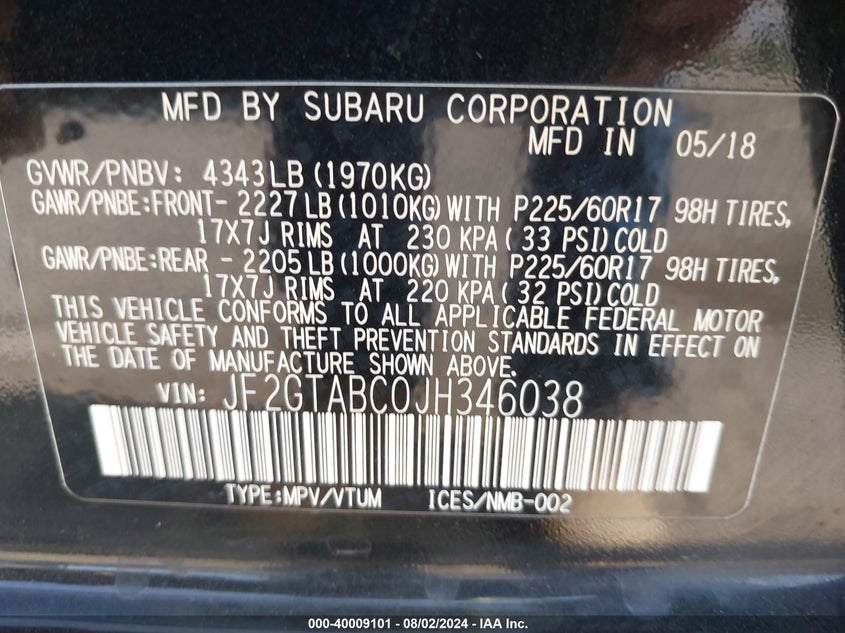 MFD BY SUBARU CORPORATION
MFD IN 05/18
GVWR/PNBV: 4343LB (1970KG)
GAWR/PNBE:FRONT- 2227LB(1010KG)WITH P225/60R17 98H TIRES,
17X7J RIMS AT 230 KPA(33 PSI)COLD
GAWR/PNBE:REAR - 2205LB(1000KG)WITH P225/60R17 98H TIRES,
17X7J RIMS AT 220 KPA(32 PSI)COLD
THIS VEHICLE CONFORMS TO ALL APPLICABLE FEDERAL MOTOR
VEHICLE SAFETY AND THEFT PREVENTION STANDARDS IN EFFECT ON
THE DATE OF MANUFACTURE SHOWN ABOVE.
VIN: JF2GTABC0JH346038
TYPE:MPV/VTUM ICES/NMB-002
000-40009101 - 08/02/2024 - IAA Inc.